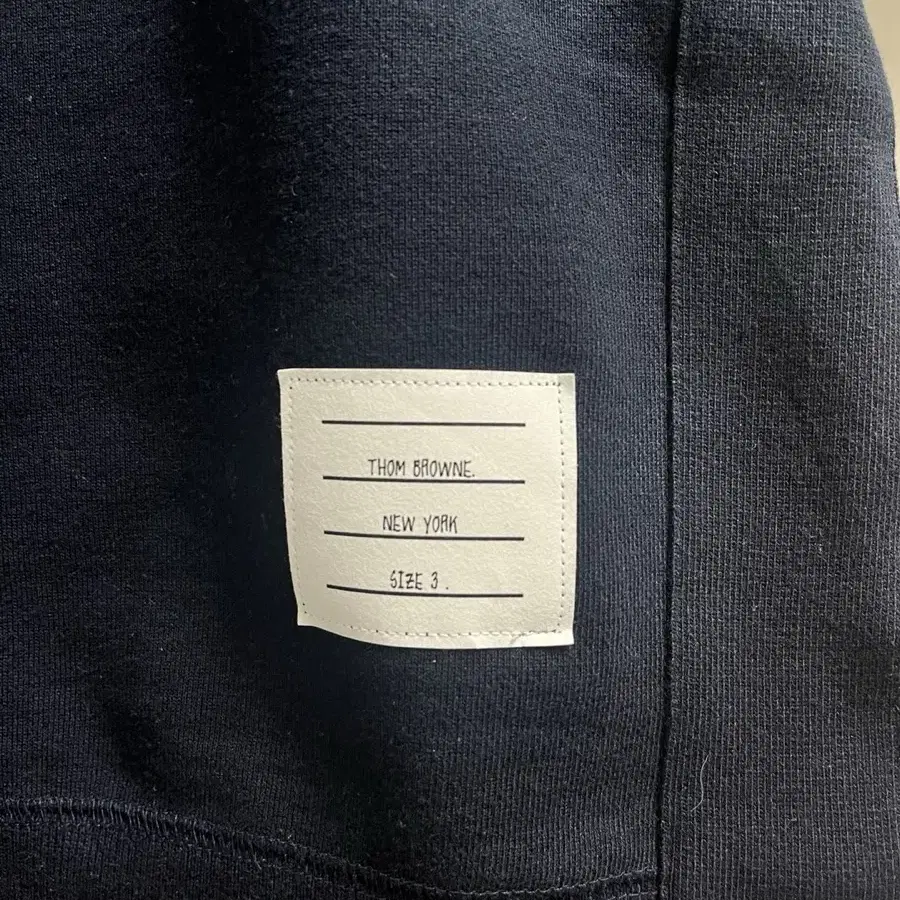 THOM BROWNE.
NEW YORK
SIZE 3 .